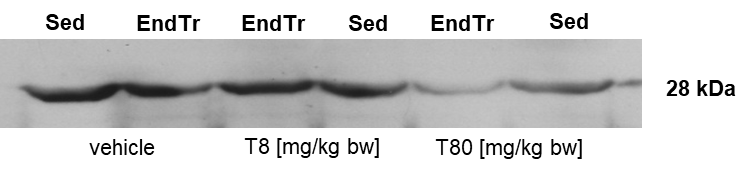 Sed EndTr EndTr Sed EndTr Sed
28 kDa
vehicle T8 [mg/kg bw] T80 [mg/kg bw]